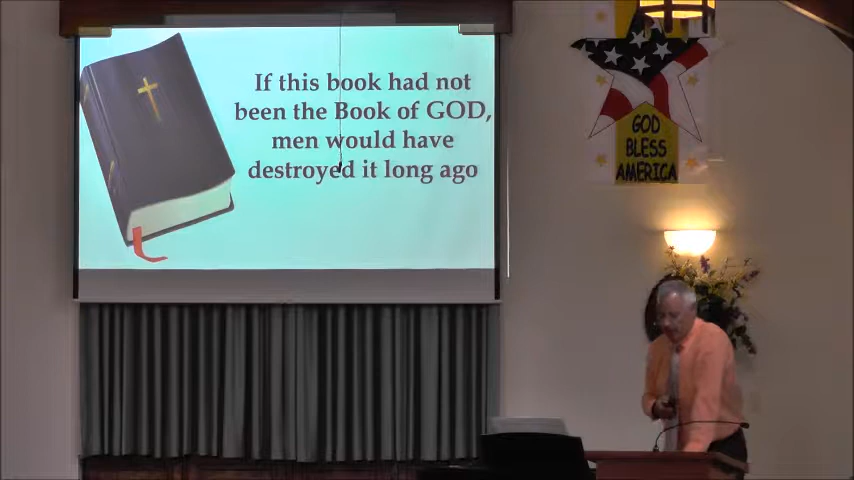 If this book had not
been the Book of GOD,
men would have
destroyed it long ago
GOD
BLESS
AMERICA